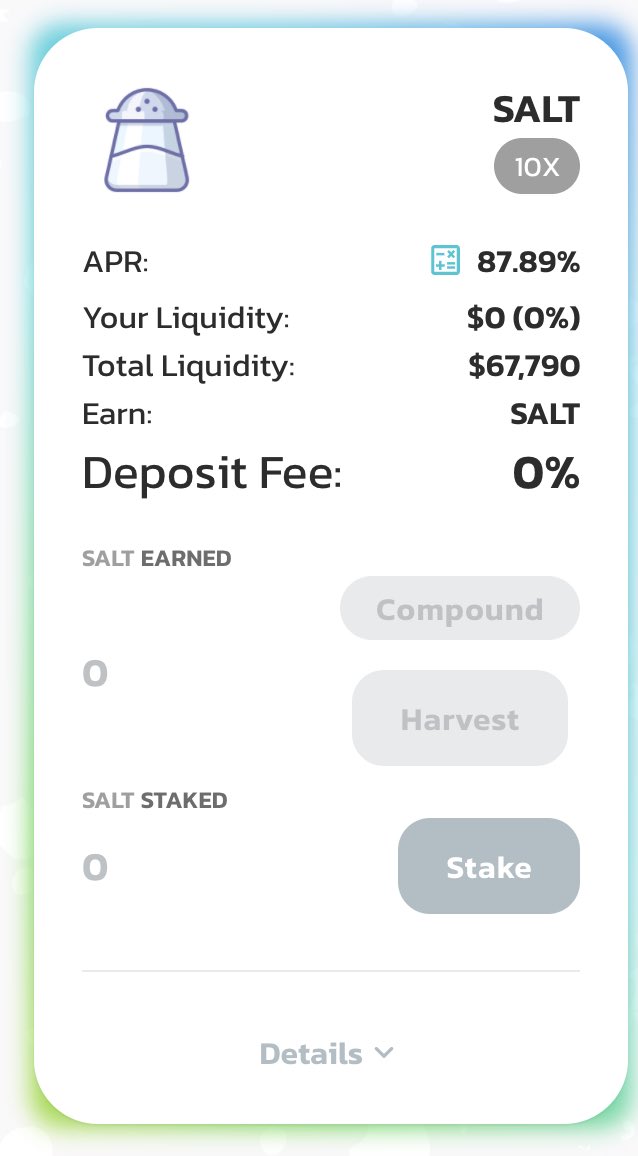 SALT
10X
APR: 87.89%
Your Liquidity: $0 (0%)
Total Liquidity: $67,790
Earn: SALT
Deposit Fee: 0%
SALT EARNED
Compound
0
Harvest
SALT STAKED
0 Stake
Details